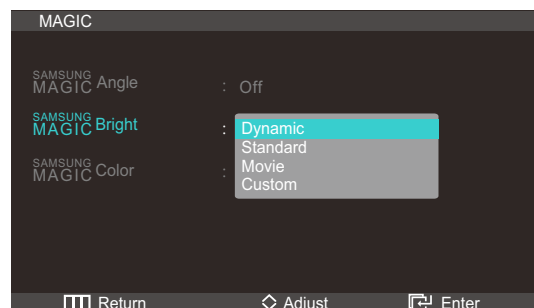 MAGIC
SAMSUNG
MAGIC Angle : Off
SAMSUNG
MAGIC Bright : Dynamic
Standard
Movie
Custom
SAMSUNG
MAGIC Color :
Return Adjust Enter